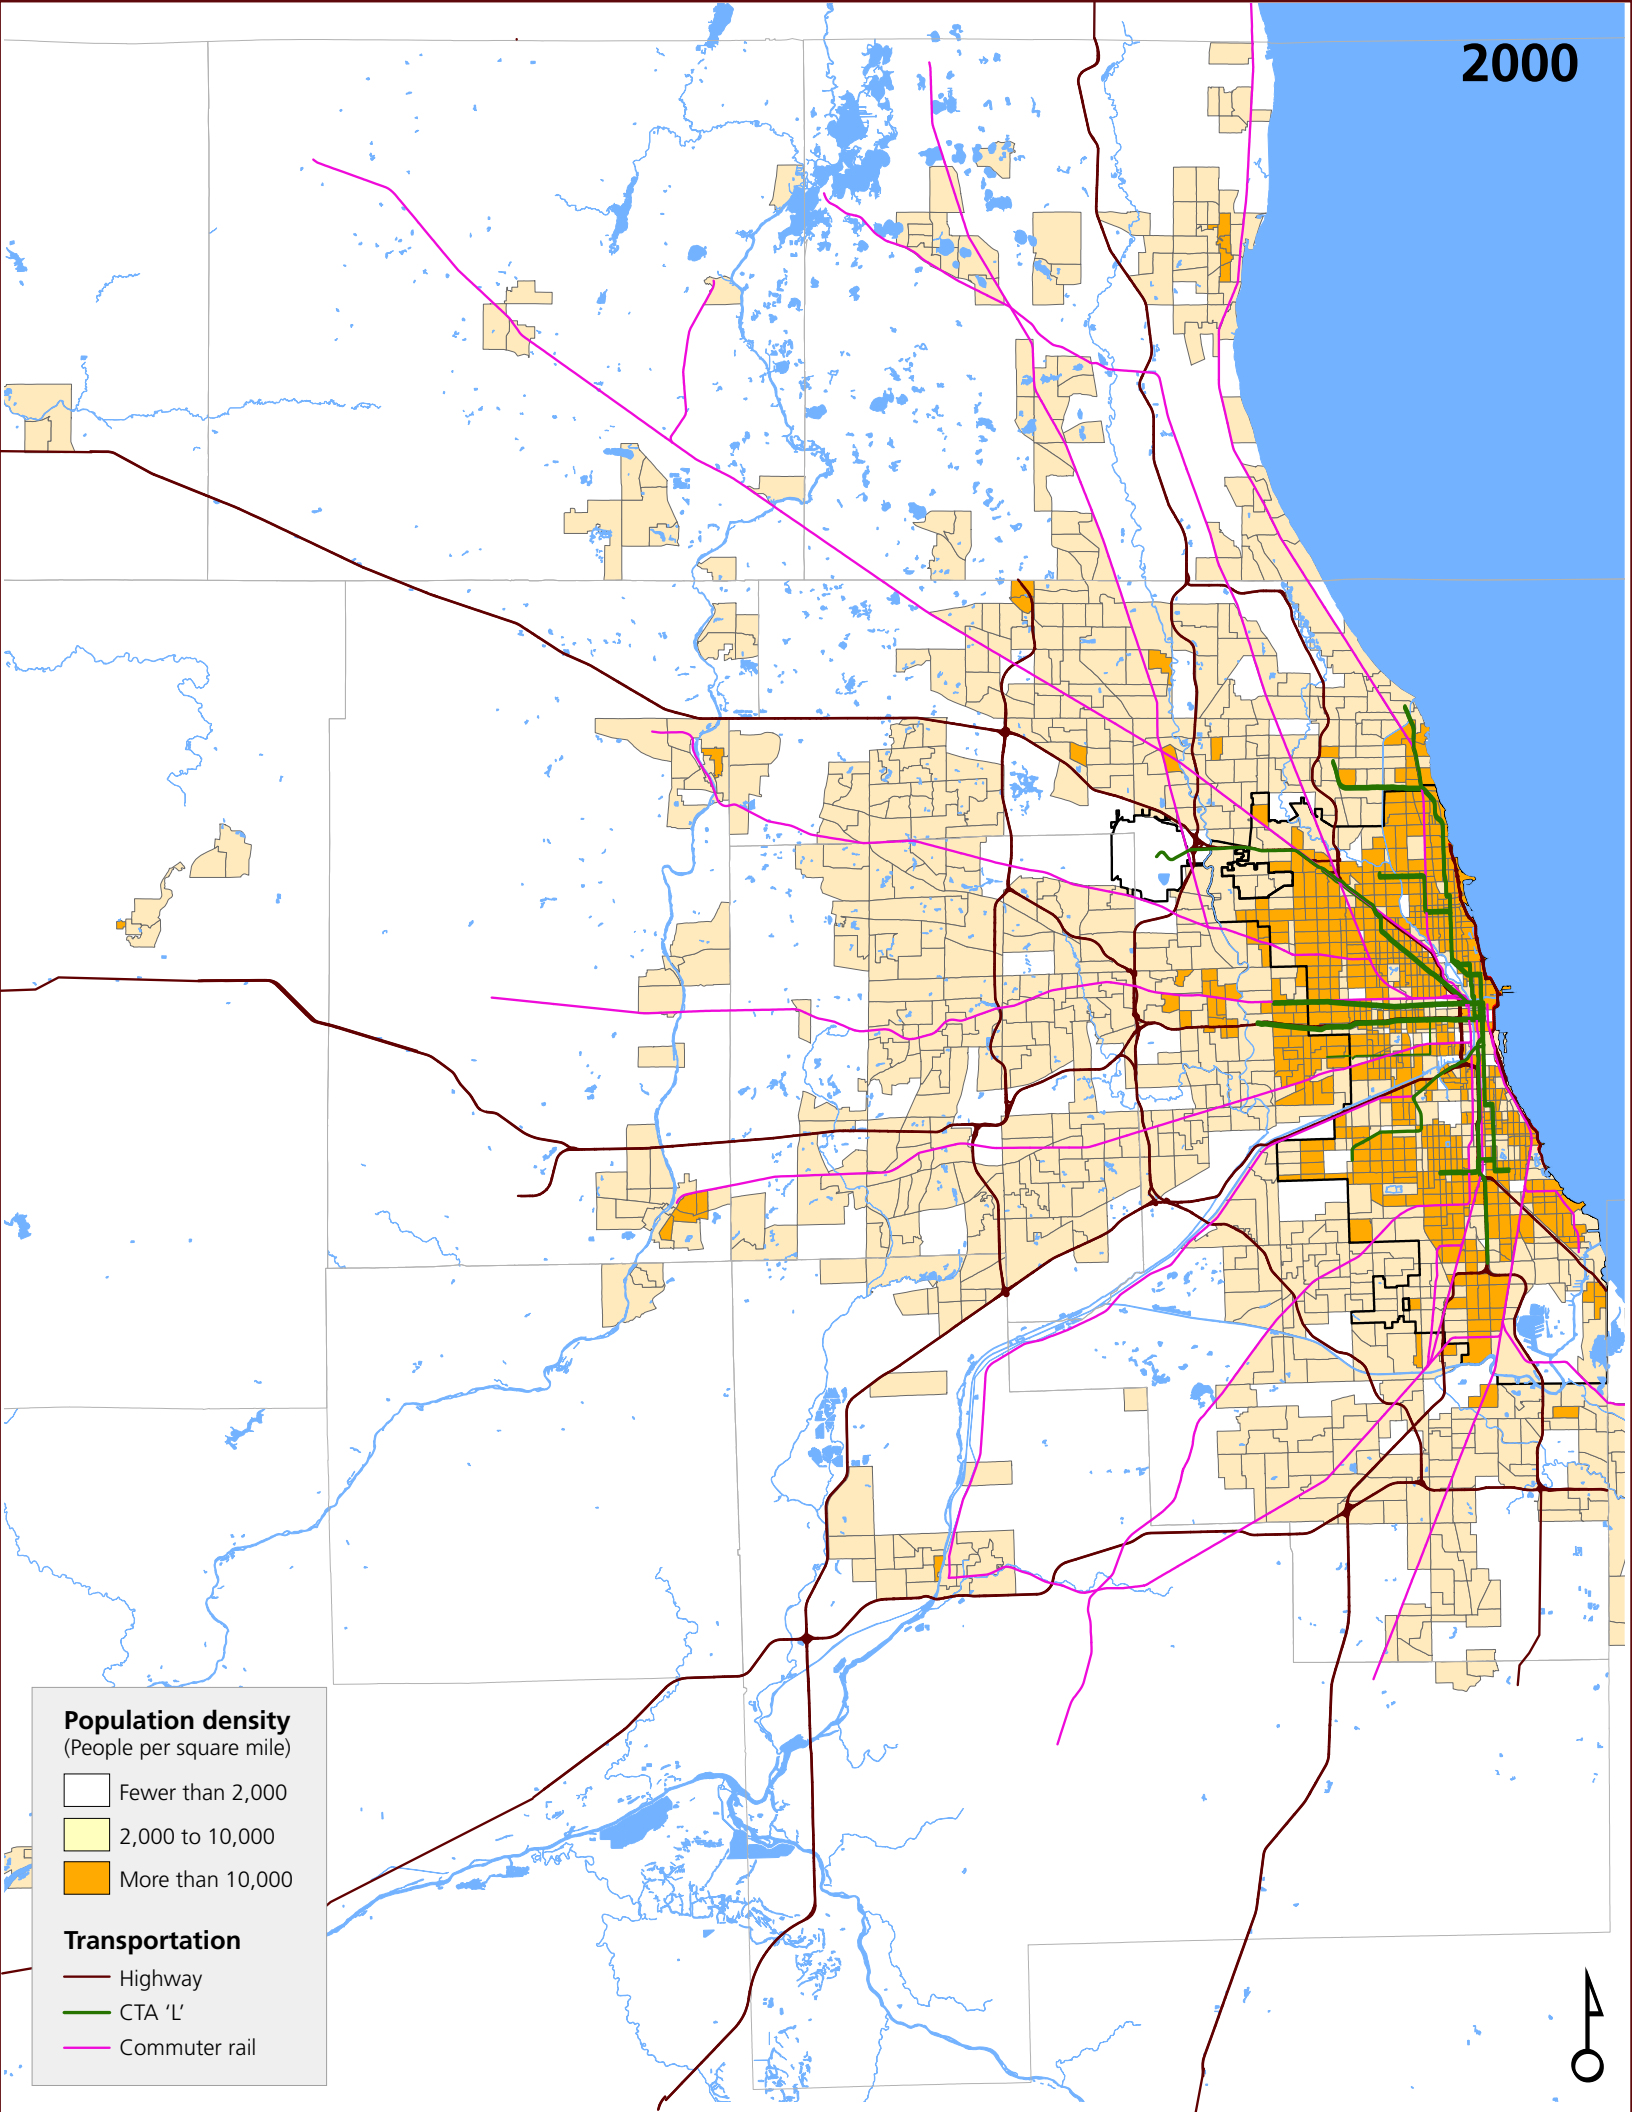 2000
Population density
(People per square mile)
Fewer than 2,000
2,000 to 10,000
More than 10,000
Transportation
Highway
CTA ‘L’
Commuter rail